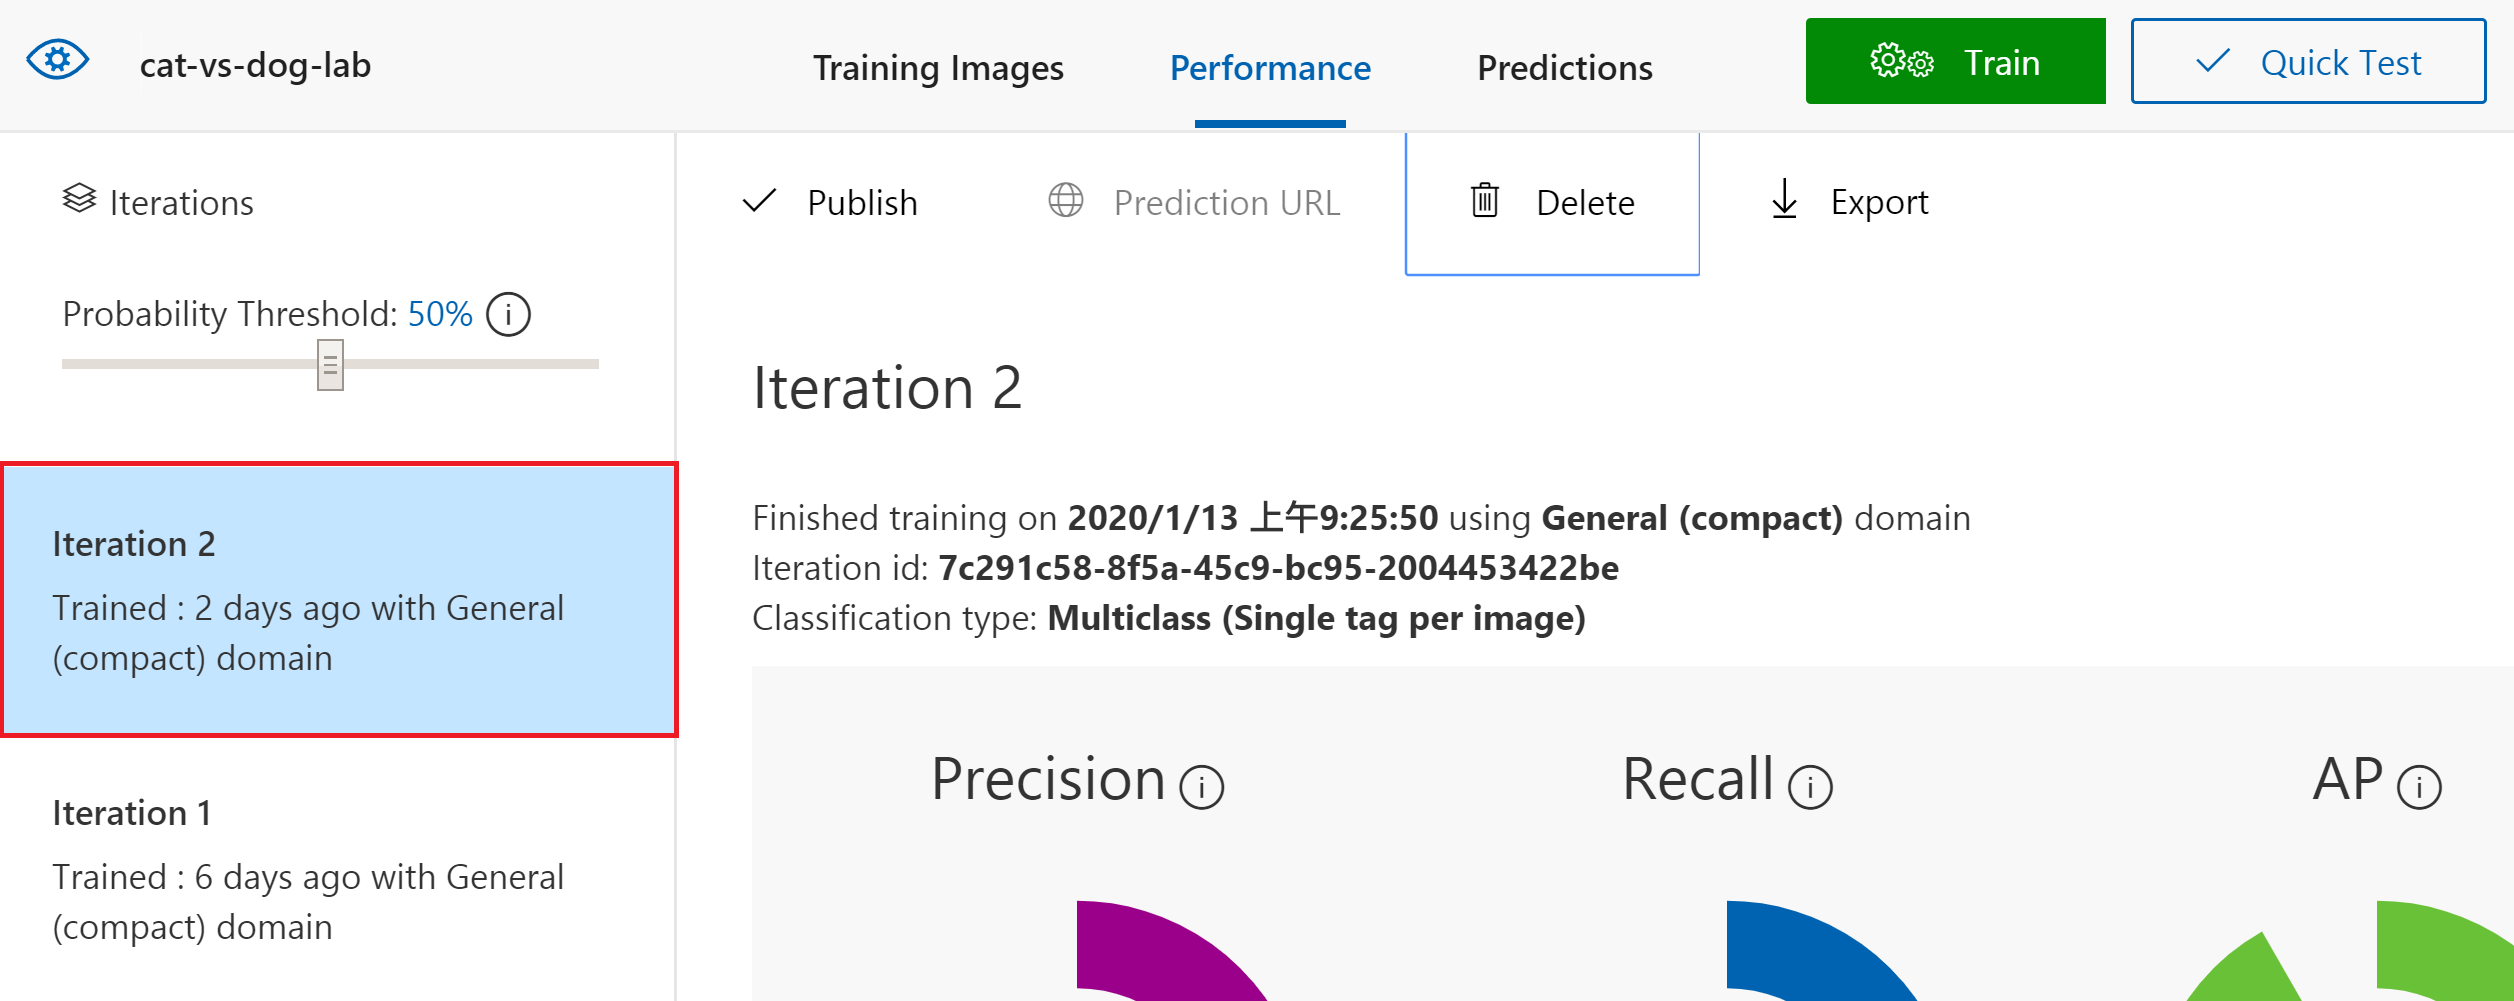 cat-vs-dog-lab
Training Images
Performance
Predictions
Train
Quick Test
Iterations
Probability Threshold: 50%
Iteration 2
Trained : 2 days ago with General
(compact) domain
Iteration 1
Trained : 6 days ago with General
(compact) domain
Publish
Prediction URL
Delete
Export
Iteration 2
Finished training on 2020/1/13 上午9:25:50 using General (compact) domain
Iteration id: 7c291c58-8f5a-45c9-bc95-2004453422be
Classification type: Multiclass (Single tag per image)
Precision
Recall
AP